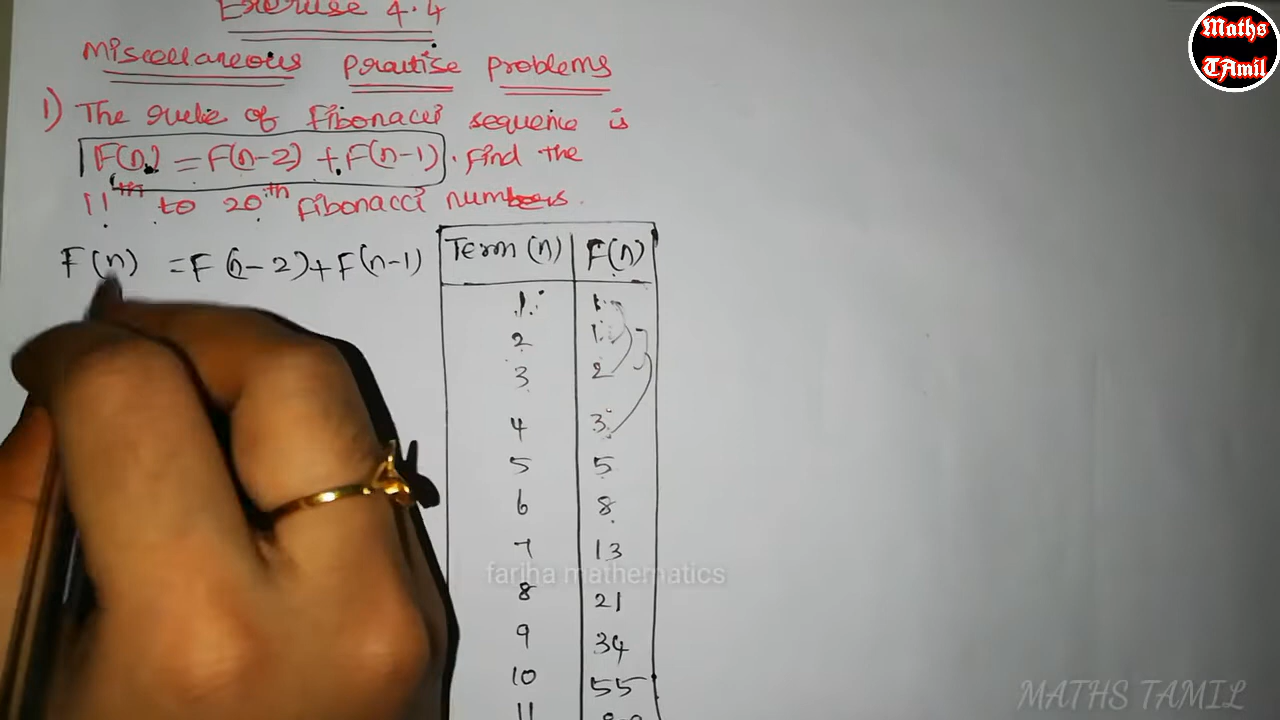 Exercise 4.4
Miscellaneous Practise Problems
1) The rule of Fibonacci sequence is
F(n) = F(n-2) + F(n-1). Find the
11th to 20th Fibonacci numbers.
F(n) = F(n-2) + F(n-1)
Term (n) F(n)
1 1
2 1
3 2
4 3
5 5
6 8
7 13
8 21
9 34
10 55
11
Maths
TAmil
fariha mathematics
MATHS TAMIL